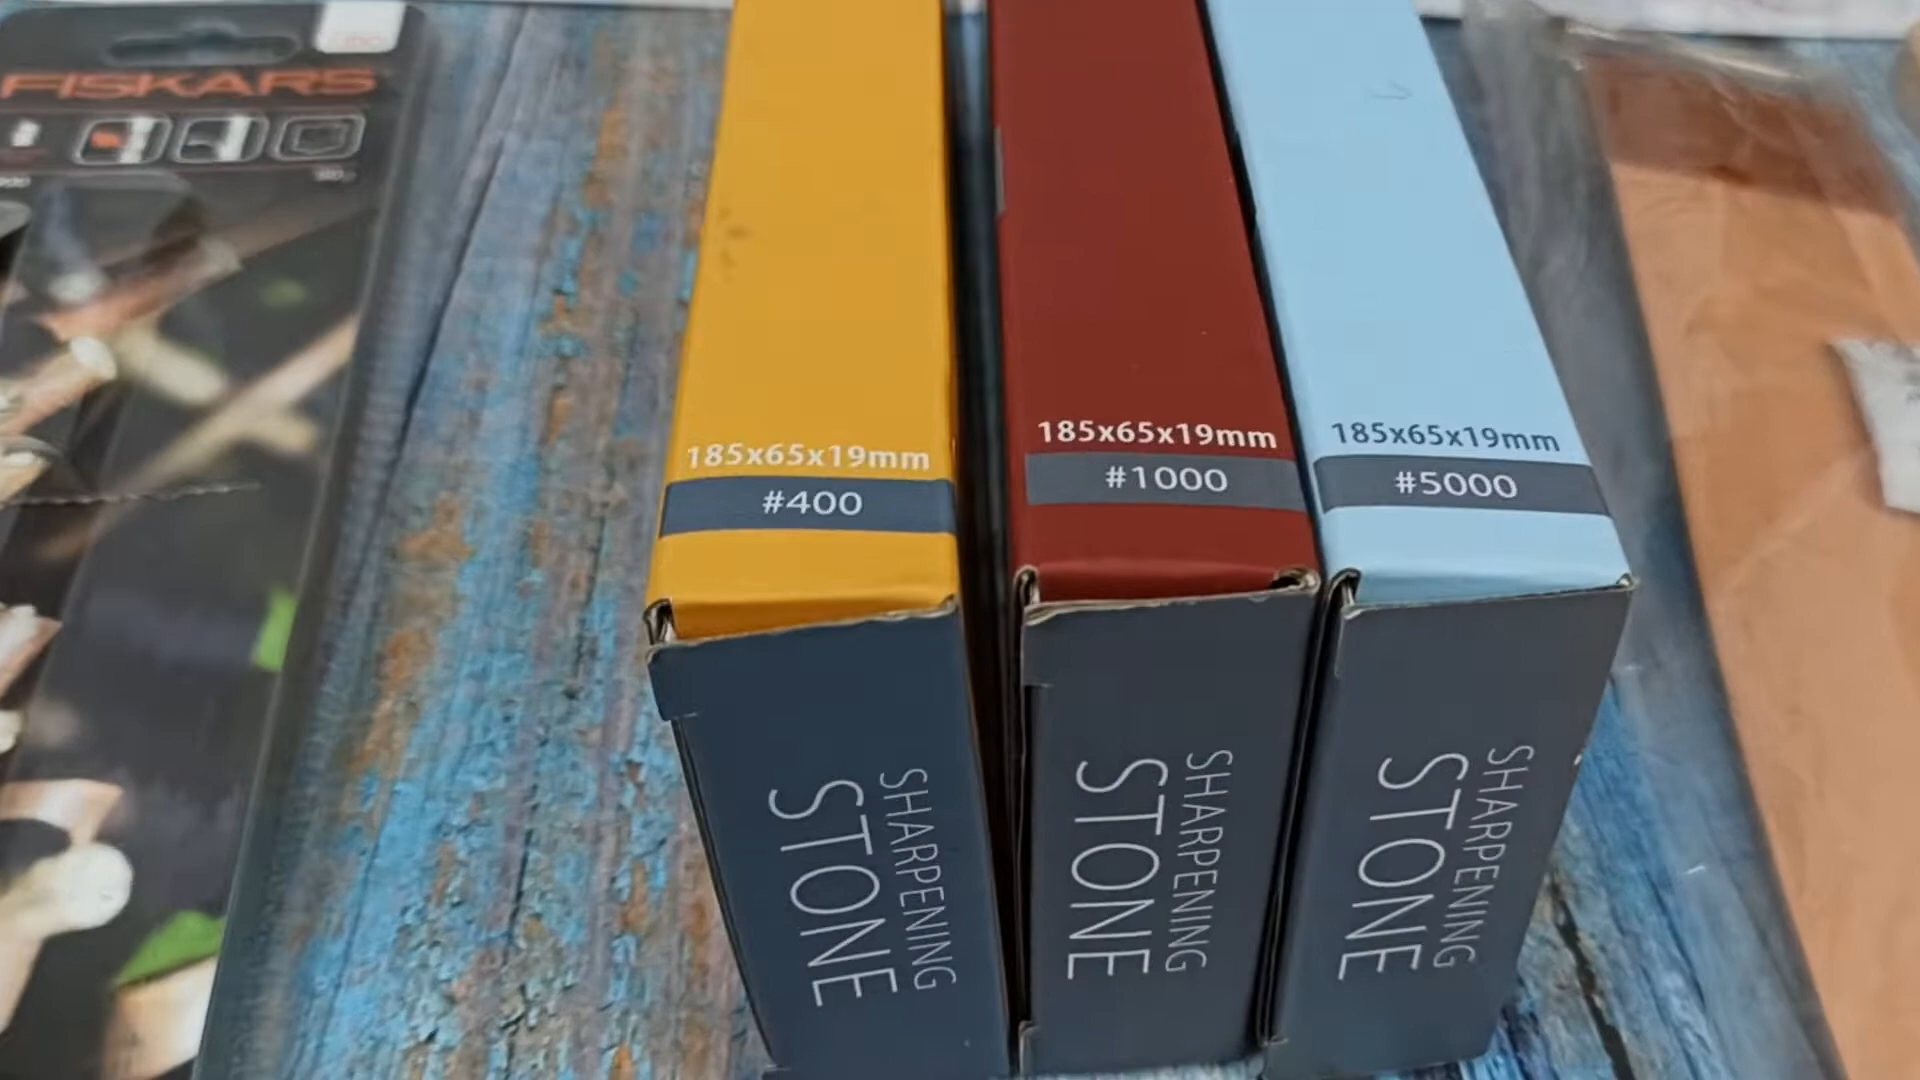 FISKARS
185x65x19mm
#400
SHARPENING
STONE
185x65x19mm
#1000
SHARPENING
STONE
185x65x19mm
#5000
SHARPENING
STONE